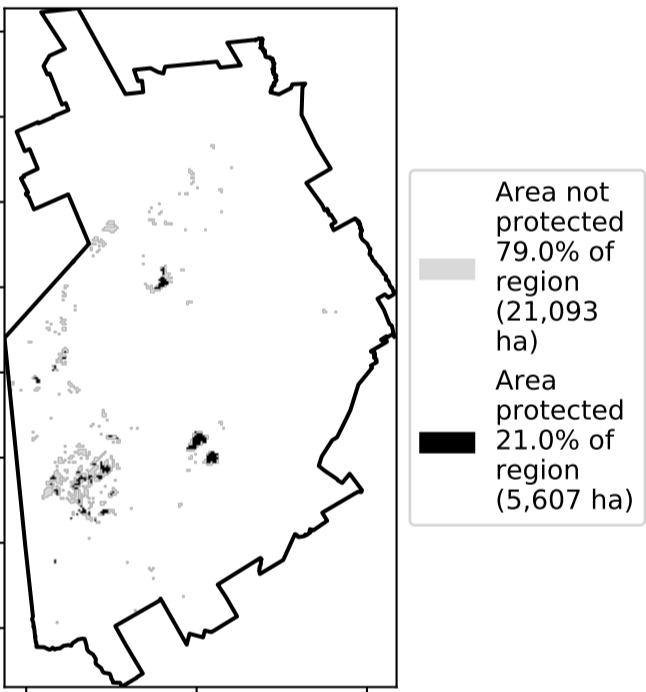 Area not
protected
79.0% of
region
(21,093
ha)
Area
protected
21.0% of
region
(5,607 ha)